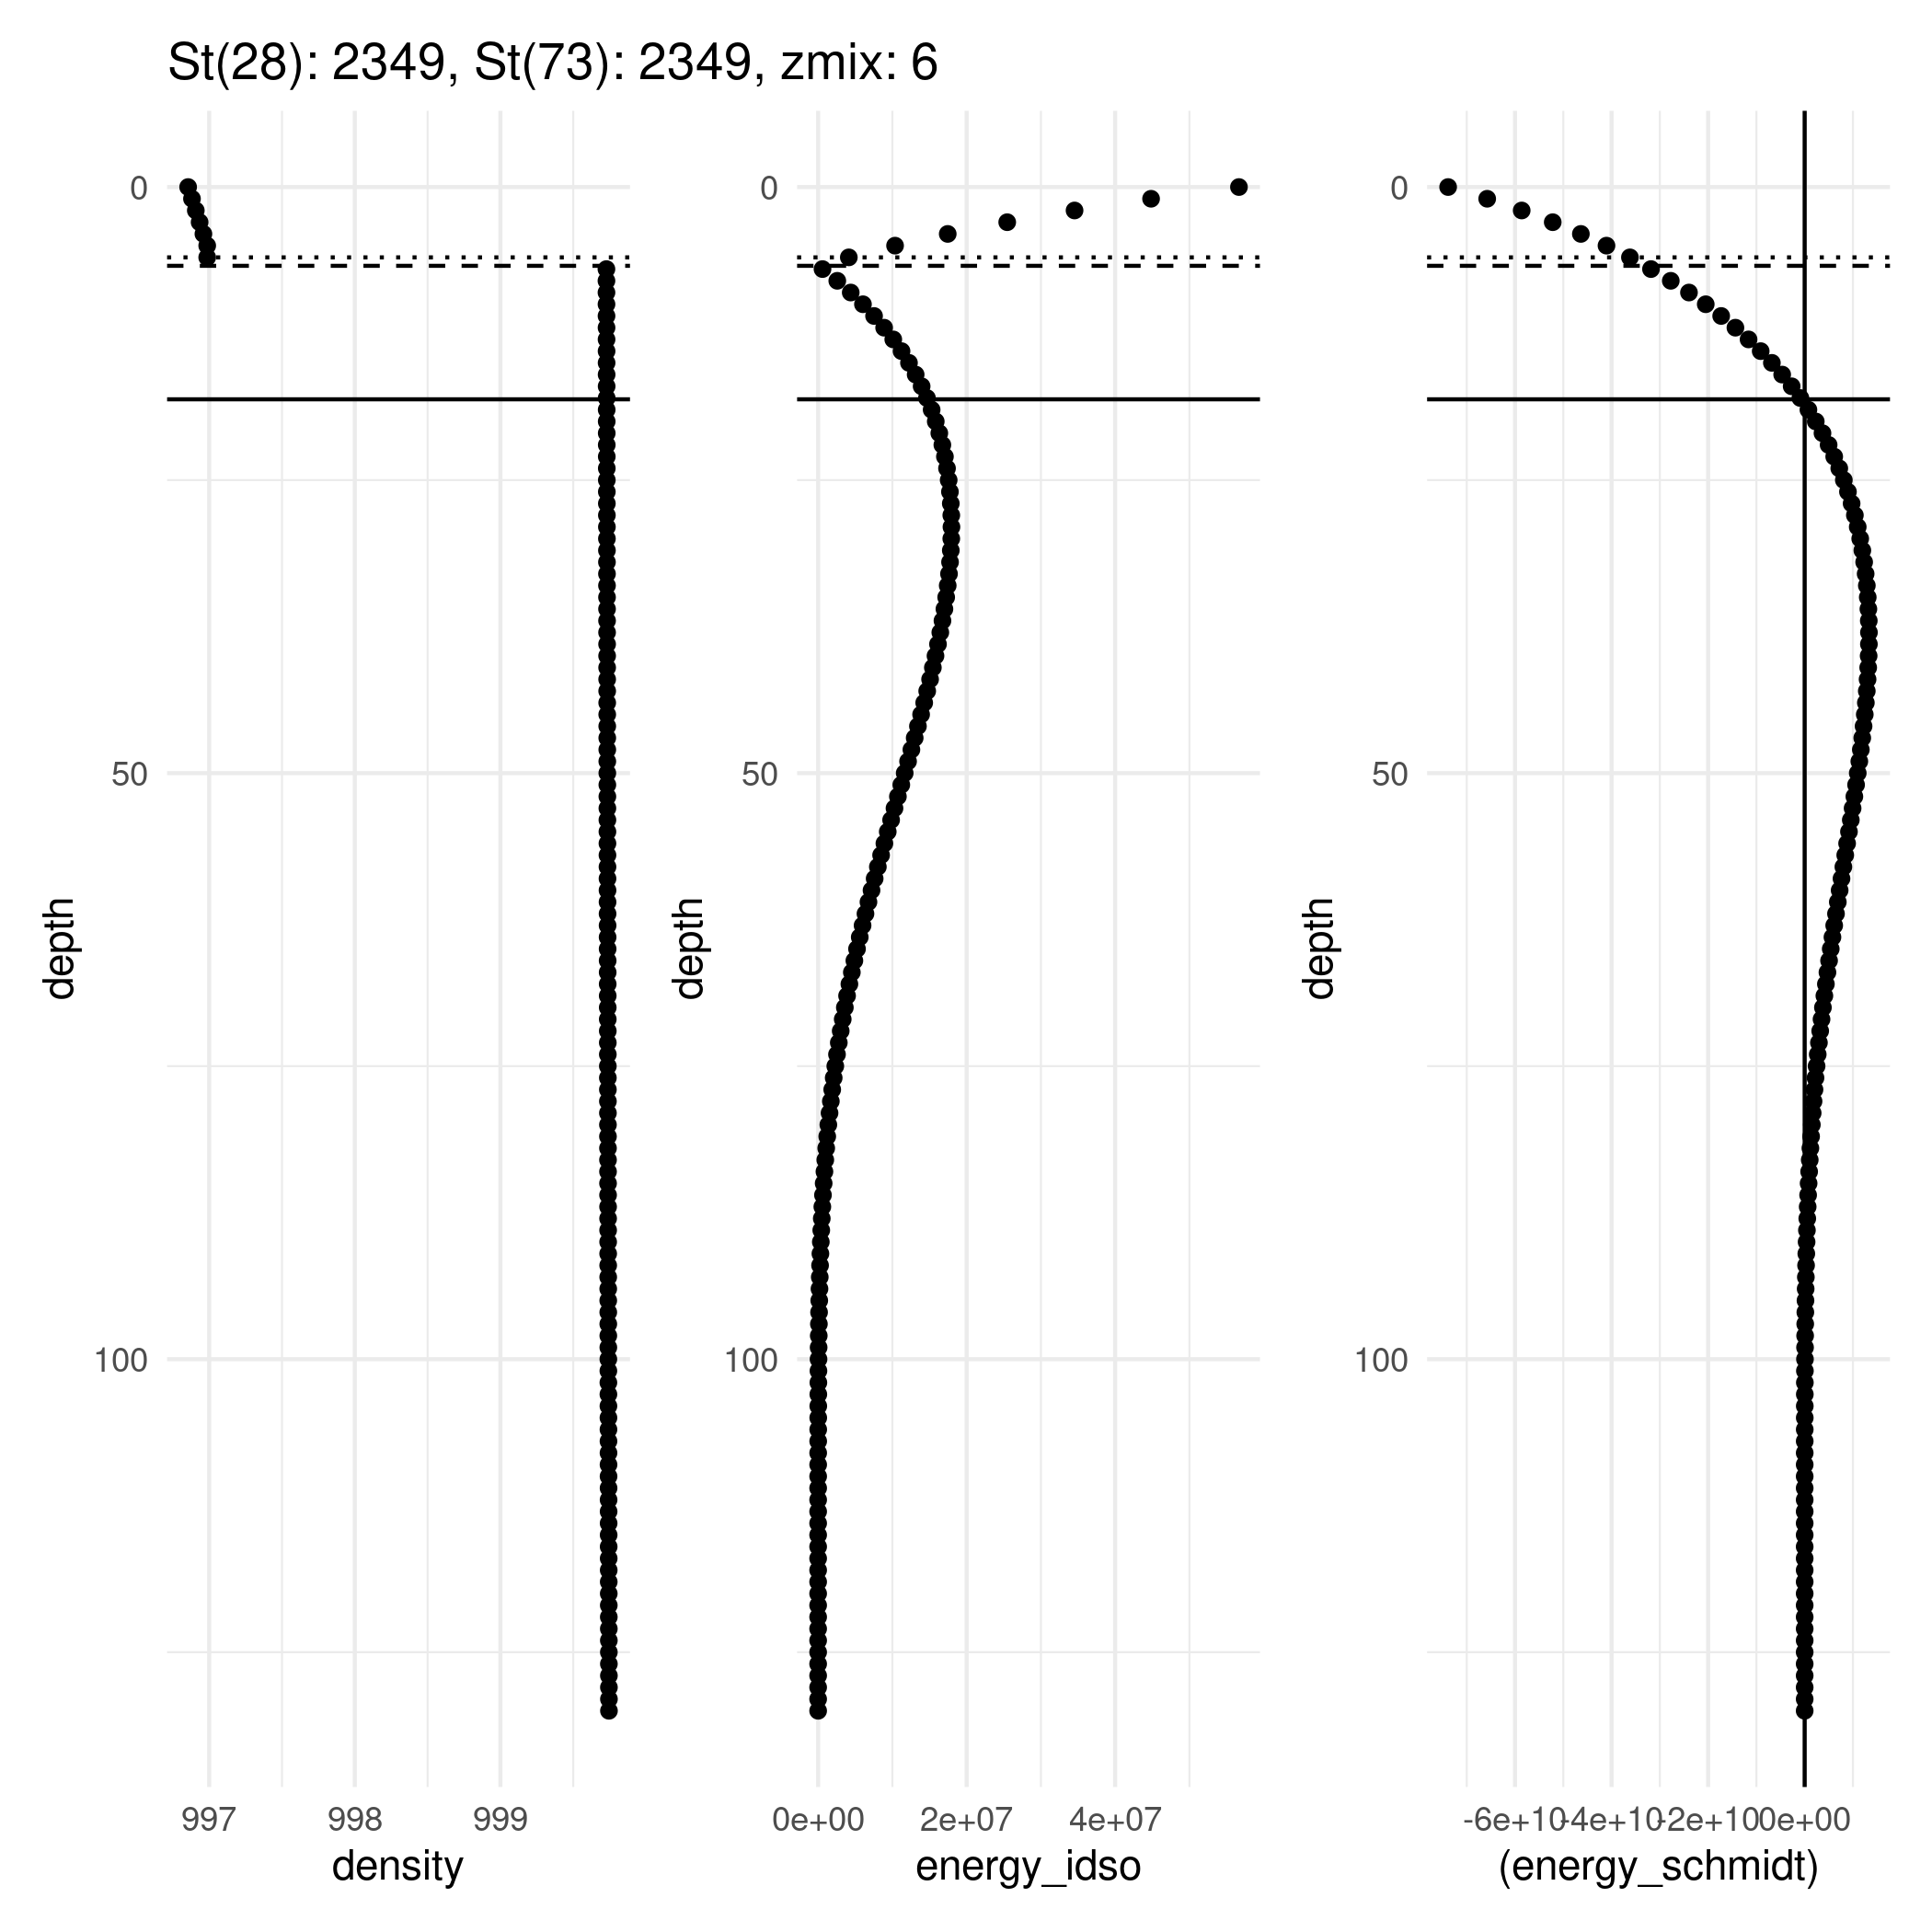 St(28): 2349, St(73): 2349, zmix: 6
0
50
100
depth
997 998 999
density
0
50
100
depth
0e+00 2e+07 4e+07
energy_idso
0
50
100
depth
-6e+10 -4e+10 -2e+10 0e+00
(energy_schmidt)